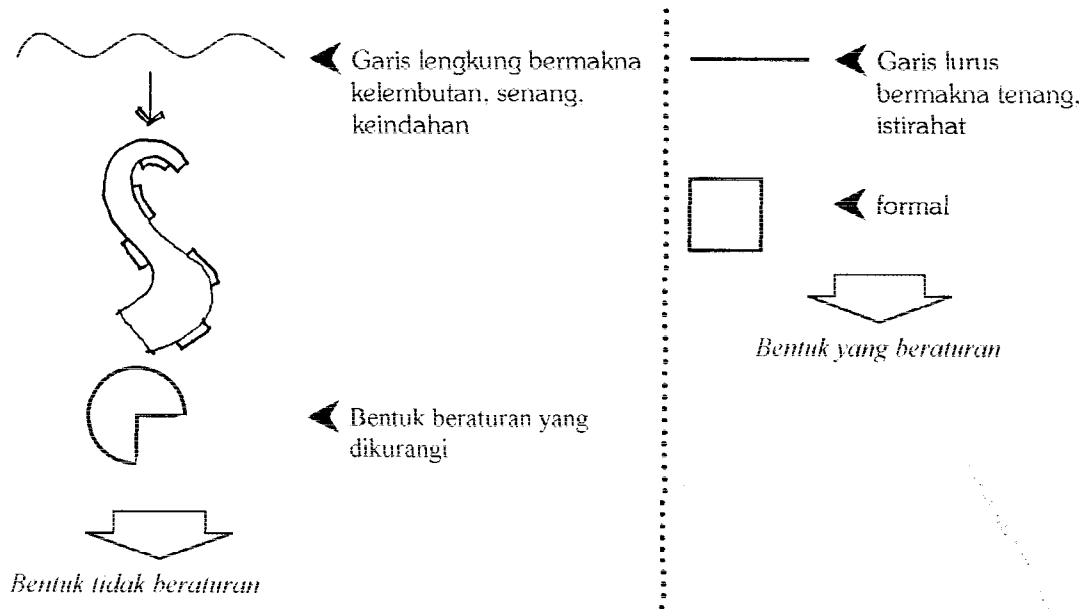 Garis lengkung bermakna
kelembutan, senang,
keindahan
Bentuk beraturan yang
dikurangi
Bentuk tidak beraturan
Garis lurus
bermakna tenang,
istirahat
formal
Bentuk yang beraturan